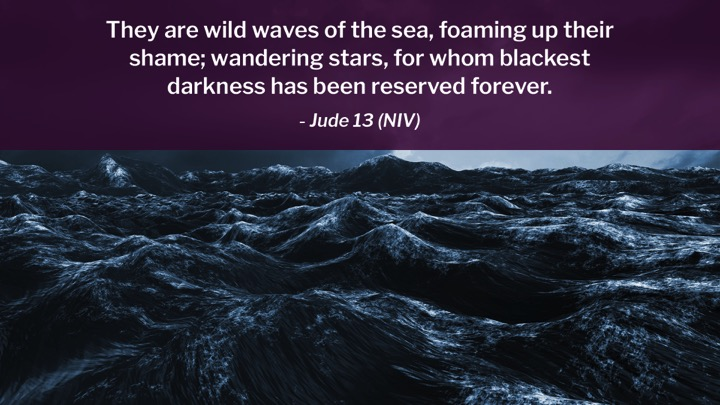 They are wild waves of the sea, foaming up their
shame; wandering stars, for whom blackest
darkness has been reserved forever.
- Jude 13 (NIV)